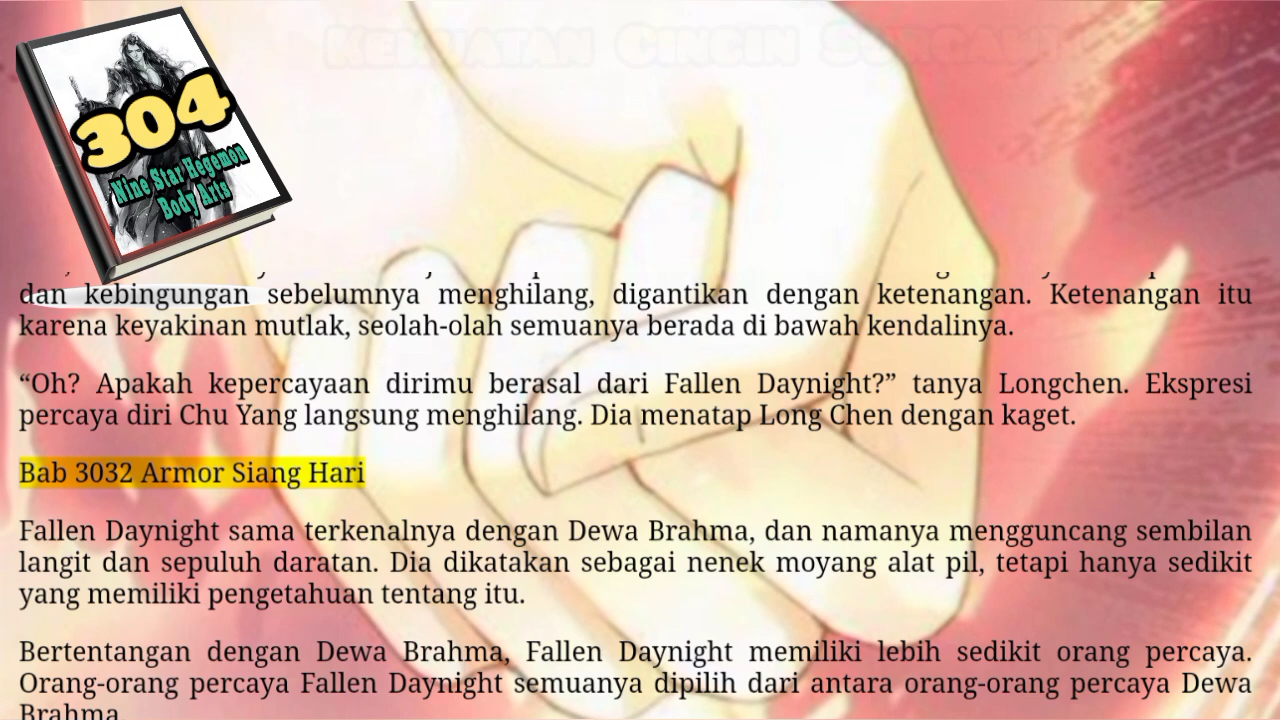 304
Nine Star Hegemon
Body Arts
dan kebingungan sebelumnya menghilang, digantikan dengan ketenangan. Ketenangan itu
karena keyakinan mutlak, seolah-olah semuanya berada di bawah kendalinya.
“Oh? Apakah kepercayaan dirimu berasal dari Fallen Daynight?” tanya Longchen. Ekspresi
percaya diri Chu Yang langsung menghilang. Dia menatap Long Chen dengan kaget.
Bab 3032 Armor Siang Hari
Fallen Daynight sama terkenalnya dengan Dewa Brahma, dan namanya mengguncang sembilan
langit dan sepuluh daratan. Dia dikatakan sebagai nenek moyang alat pil, tetapi hanya sedikit
yang memiliki pengetahuan tentang itu.
Bertentangan dengan Dewa Brahma, Fallen Daynight memiliki lebih sedikit orang percaya.
Orang-orang percaya Fallen Daynight semuanya dipilih dari antara orang-orang percaya Dewa
Brahma.